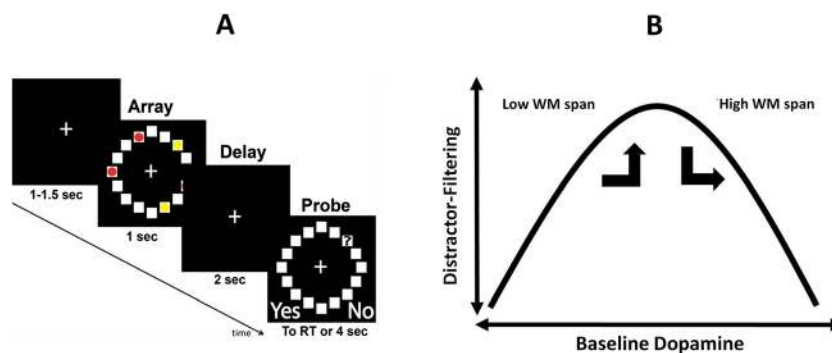 A
Array
1-1.5 sec
Delay
1 sec
Probe
2 sec
?
Yes No
time
To RT or 4 sec
B
Low WM span
High WM span
Distractor-Filtering
Baseline Dopamine